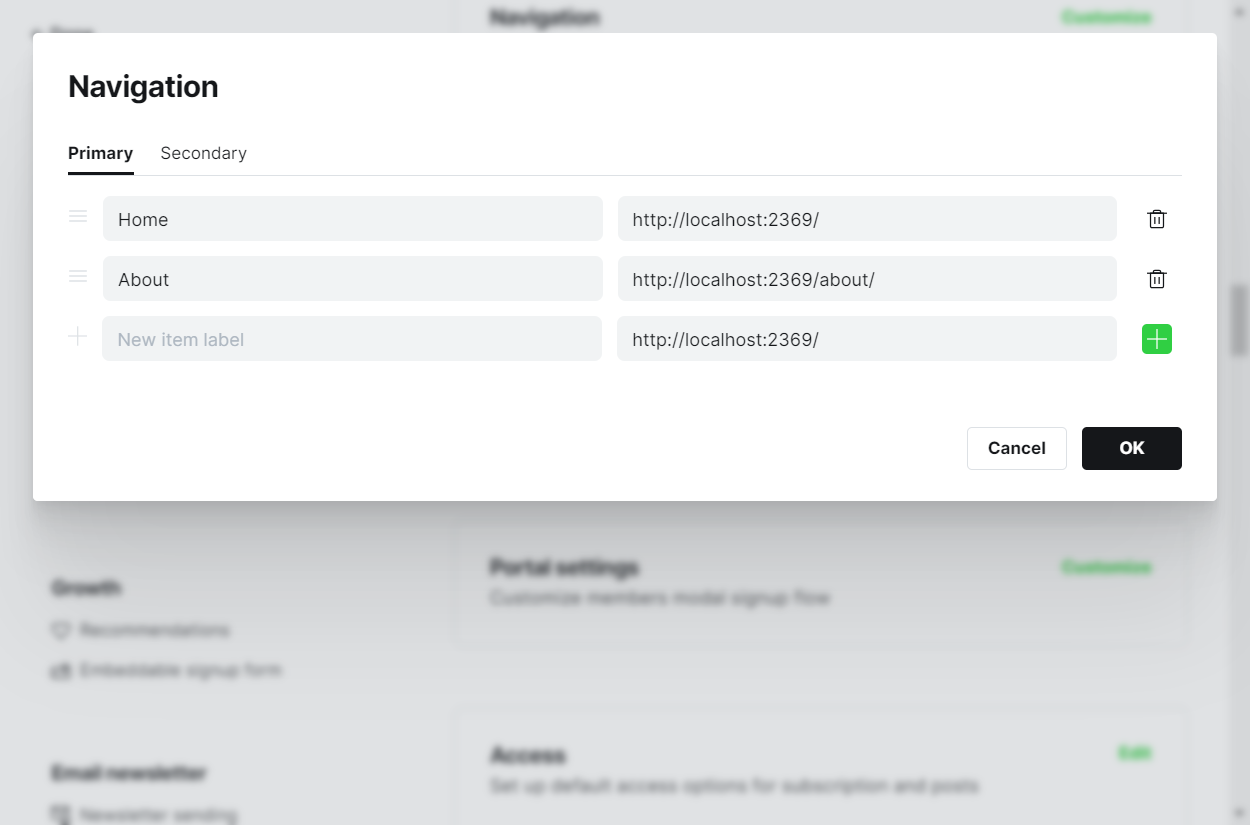 Navigation
Customize
Navigation
Primary
Secondary
Home
http://localhost:2369/
About
http://localhost:2369/about/
New item label
http://localhost:2369/
Cancel
OK
Growth
Recommendations
Embeddable signup form
Email newsletter
Newsletter sending
Portal settings
Customize
Customize members modal signup flow
Access
Edit
Set up default access options for subscription and posts